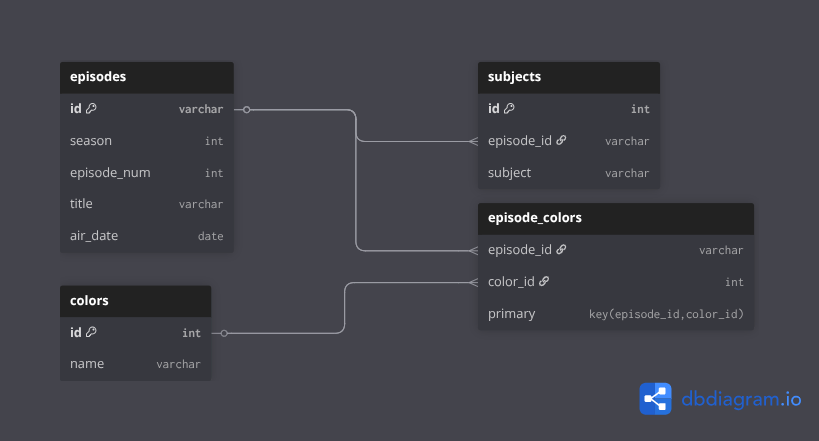 episodes
id varchar
season int
episode_num int
title varchar
air_date date
subjects
id int
episode_id varchar
subject varchar
episode_colors
episode_id varchar
color_id int
primary key(episode_id,color_id)
colors
id int
name varchar
dbdiagram.io